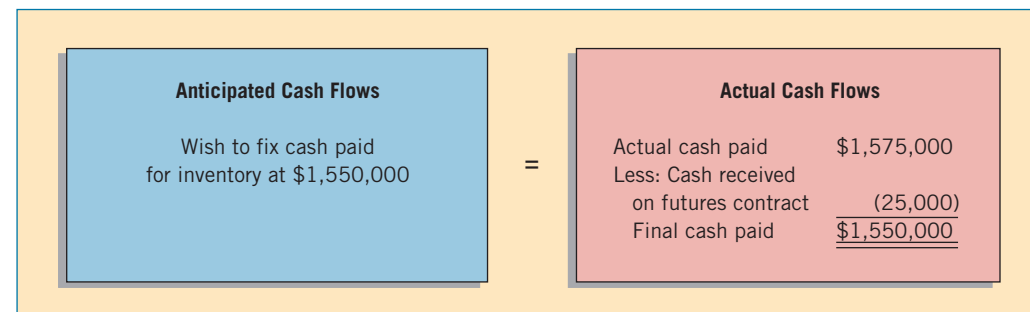 Anticipated Cash Flows
Wish to fix cash paid
for inventory at $1,550,000
=
Actual Cash Flows
Actual cash paid $1,575,000
Less: Cash received
on futures contract (25,000)
Final cash paid $1,550,000